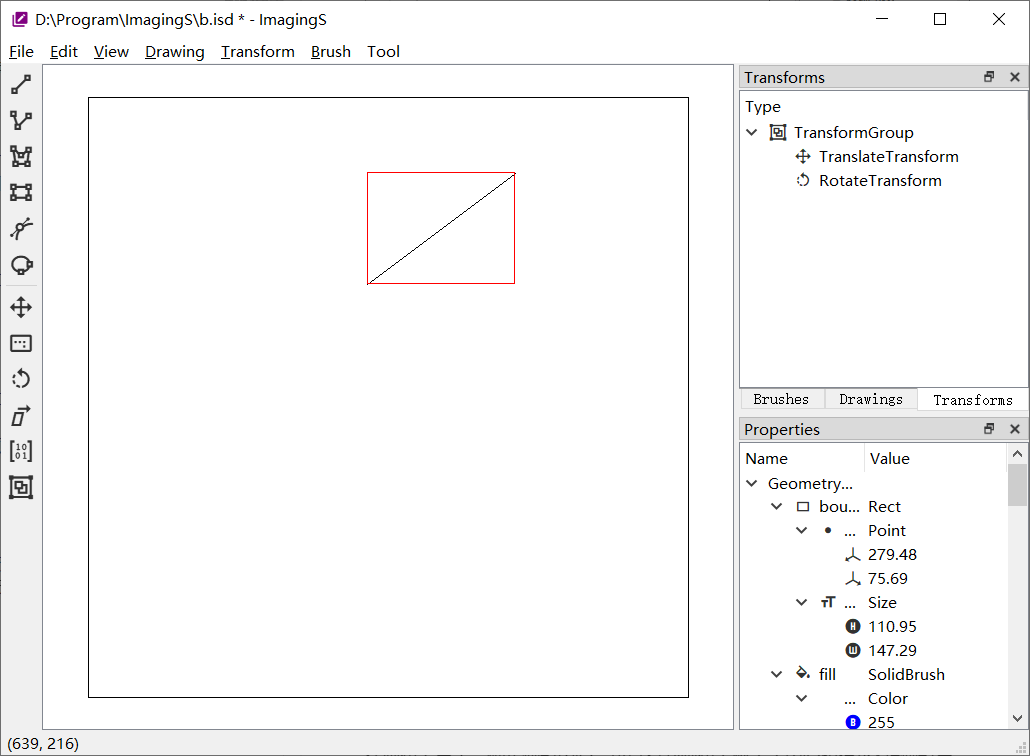 D:\Program\ImagingS\b.isd * - ImagingS
File Edit View Drawing Transform Brush Tool
Transforms
Type
TransformGroup
TranslateTransform
RotateTransform
Brushes Drawings Transforms
Properties
Name Value
Geometry...
bou... Rect
... Point
279.48
75.69
... Size
H 110.95
W 147.29
fill SolidBrush
... Color
B 255
10
01
(639, 216)